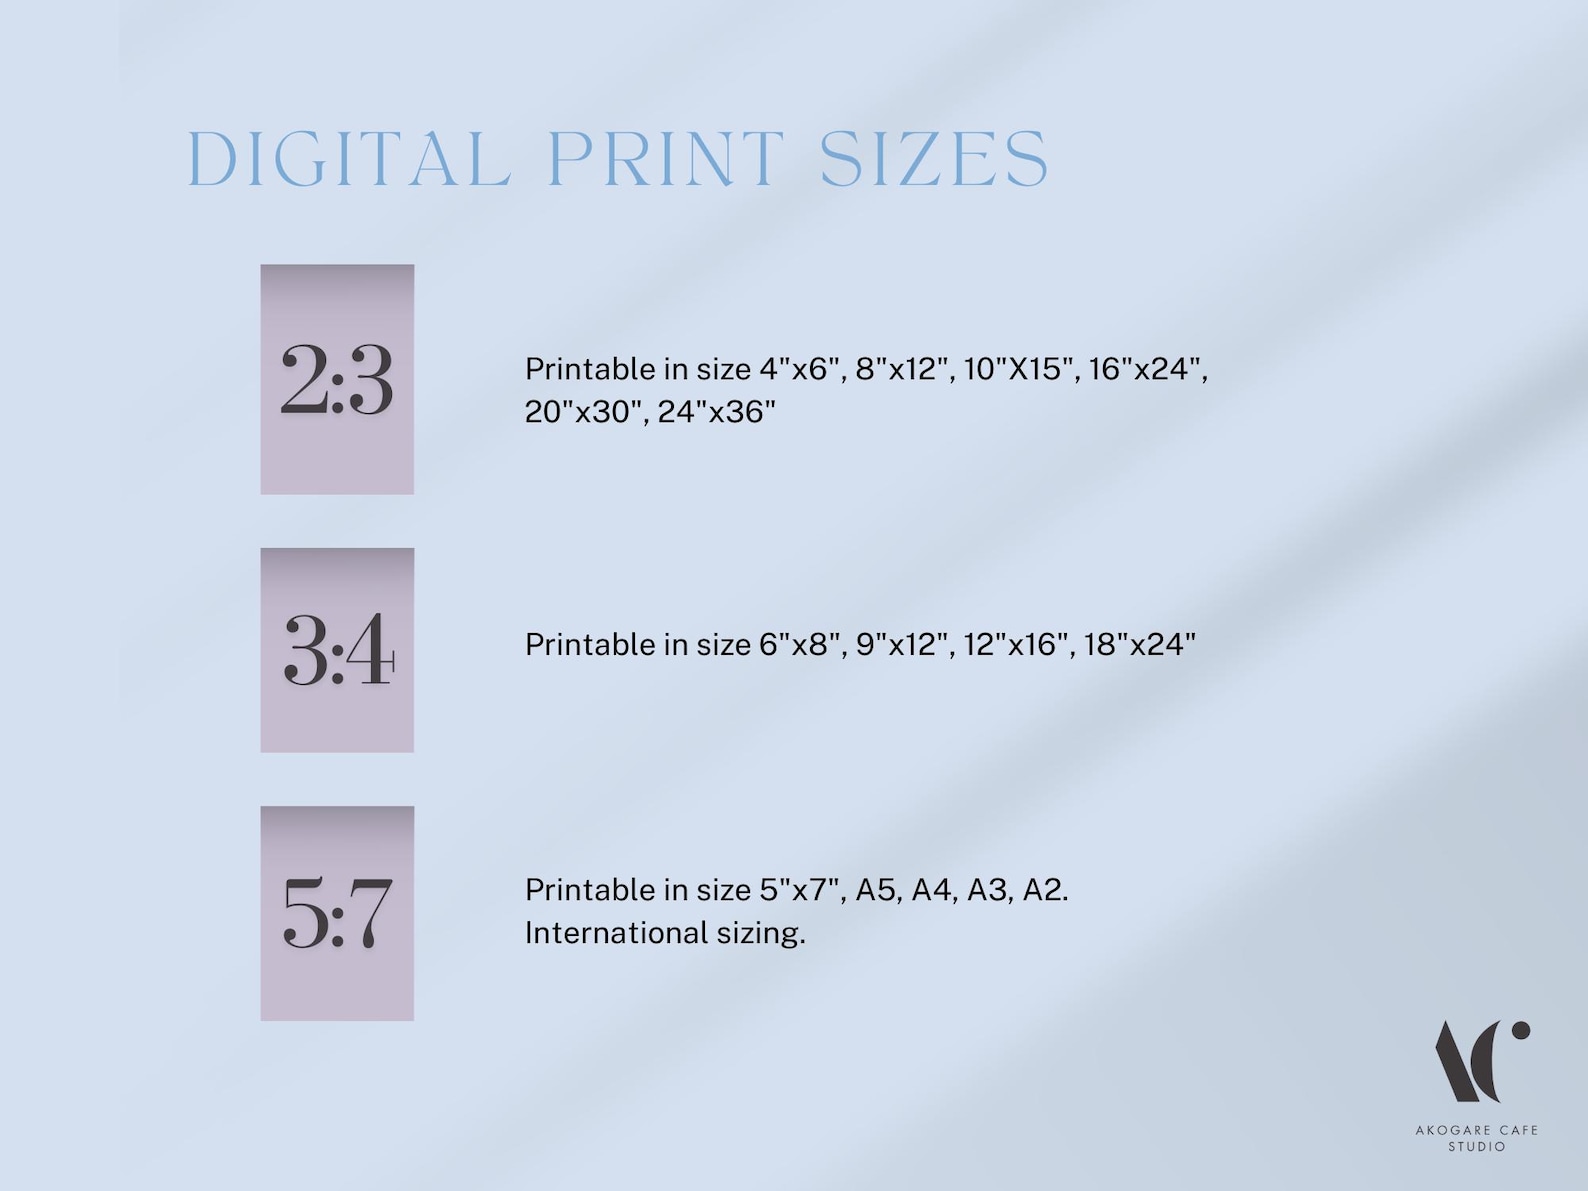 DIGITAL PRINT SIZES
2:3
Printable in size 4"x6", 8"x12", 10"X15", 16"x24",
20"x30", 24"x36"
3:4
Printable in size 6"x8", 9"x12", 12"x16", 18"x24"
5:7
Printable in size 5"x7", A5, A4, A3, A2.
International sizing.
AC
AKOGARE CAFE
STUDIO